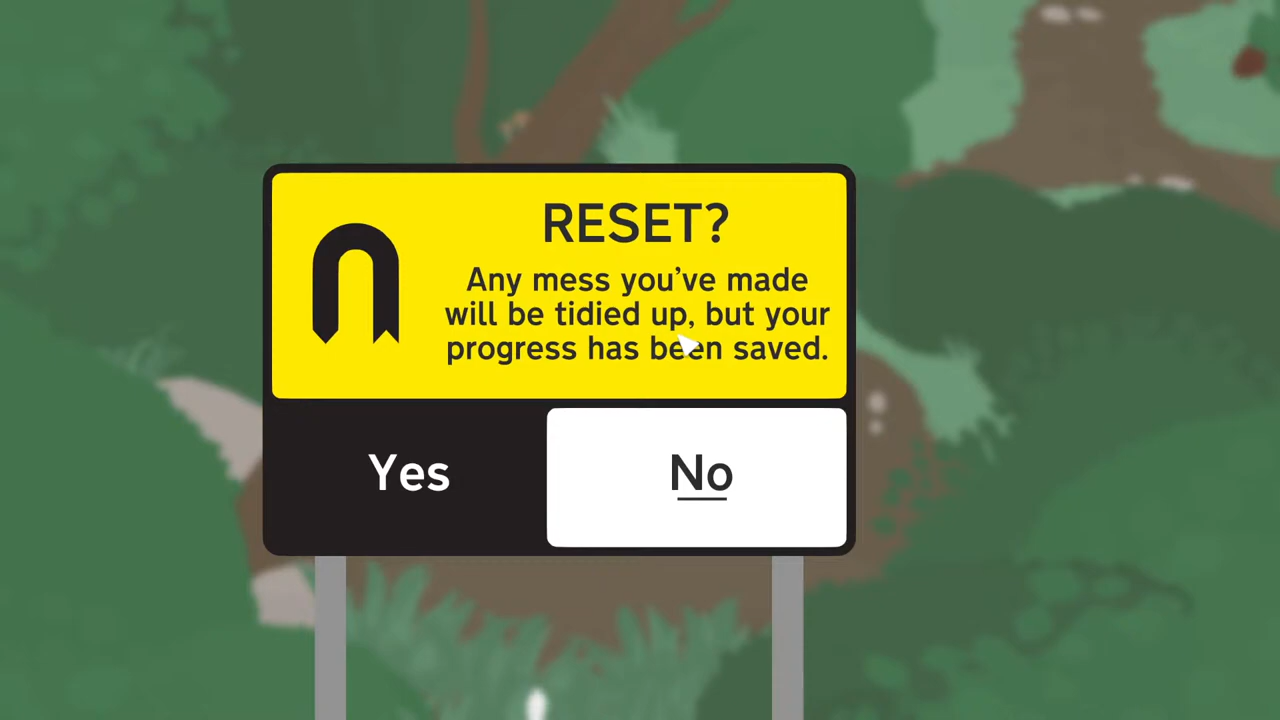 RESET?
Any mess you've made
will be tidied up, but your
progress has been saved.
Yes
No